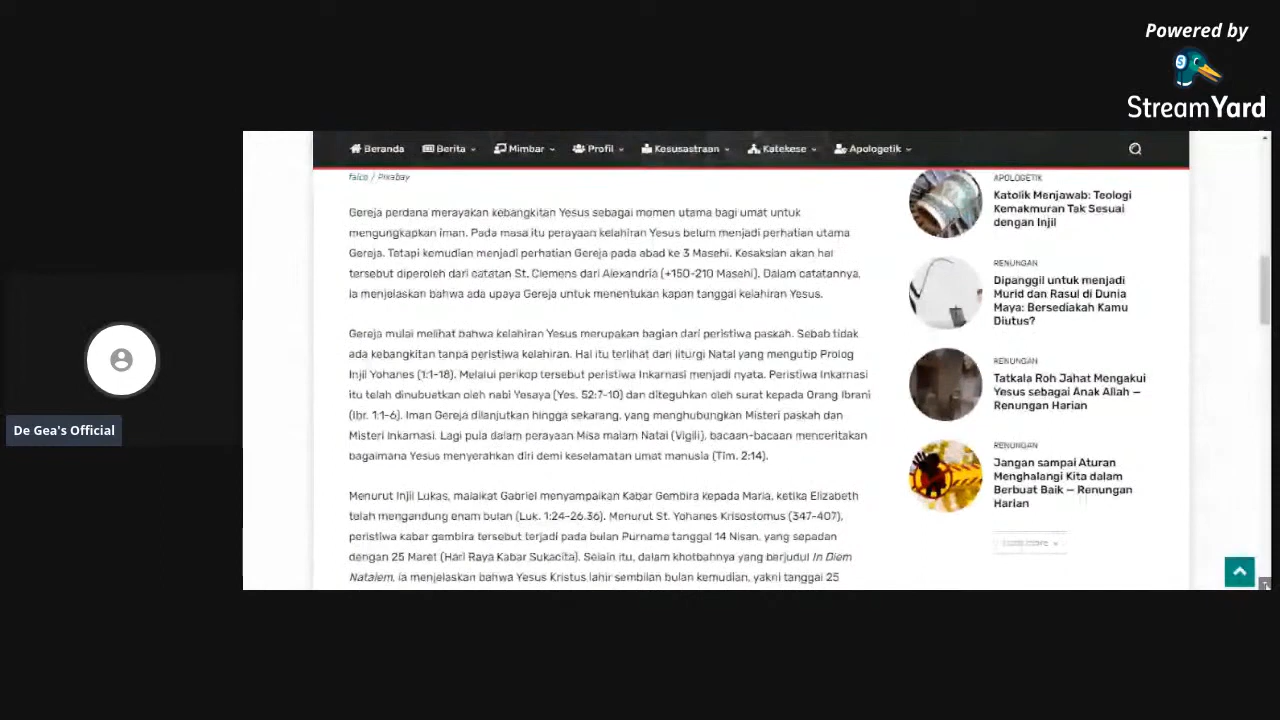 Powered by
StreamYard
Beranda Berita Mimbar Profil Kesusastraan Katekese Apologetik
falco / Pixabay
Gereja perdana merayakan kebangkitan Yesus sebagai momen utama bagi umat untuk
mengungkapkan iman. Pada masa itu perayaan kelahiran Yesus belum menjadi perhatian utama
Gereja. Tetapi kemudian menjadi perhatian Gereja pada abad ke 3 Masehi. Kesaksian akan hal
tersebut diperoleh dari catatan St. Clemens dari Alexandria (+150-210 Masehi). Dalam catatannya,
ia menjelaskan bahwa ada upaya Gereja untuk menentukan kapan tanggal kelahiran Yesus.
Gereja mulai melihat bahwa kelahiran Yesus merupakan bagian dari peristiwa paskah. Sebab tidak
ada kebangkitan tanpa peristiwa kelahiran. Hal itu terlihat dari liturgi Natal yang mengutip Prolog
Injil Yohanes (1:1-18). Melalui perikop tersebut peristiwa Inkarnasi menjadi nyata. Peristiwa Inkarnasi
itu telah dinubuatkan oleh nabi Yesaya (Yes. 52:7-10) dan diteguhkan oleh surat kepada Orang Ibrani
(Ibr. 1:1-6). Iman Gereja dilanjutkan hingga sekarang, yang menghubungkan Misteri paskah dan
Misteri Inkarnasi. Lagi pula dalam perayaan Misa malam Natal (Vigili), bacaan-bacaan menceritakan
bagaimana Yesus menyerahkan diri demi keselamatan umat manusia (Tim. 2:14).
Menurut Injil Lukas, malaikat Gabriel menyampaikan Kabar Gembira kepada Maria, ketika Elizabeth
telah mengandung enam bulan (Luk. 1:24-26.36). Menurut St. Yohanes Krisostomus (347-407),
peristiwa kabar gembira tersebut terjadi pada bulan Purnama tanggal 14 Nisan, yang sepadan
dengan 25 Maret (Hari Raya Kabar Sukacita). Selain itu, dalam khotbahnya yang berjudul In Diem
Natalem, ia menjelaskan bahwa Yesus Kristus lahir sembilan bulan kemudian, yakni tanggal 25
APOLOGETIK
Katolik Menjawab: Teologi
Kemakmuran Tak Sesuai
dengan Injil
RENUNGAN
Dipanggil untuk menjadi
Murid dan Rasul di Dunia
Maya: Bersediakah Kamu
Diutus?
RENUNGAN
Tatkala Roh Jahat Mengakui
Yesus sebagai Anak Allah —
Renungan Harian
RENUNGAN
Jangan sampai Aturan
Menghalangi Kita dalam
Berbuat Baik — Renungan
Harian
De Gea's Official